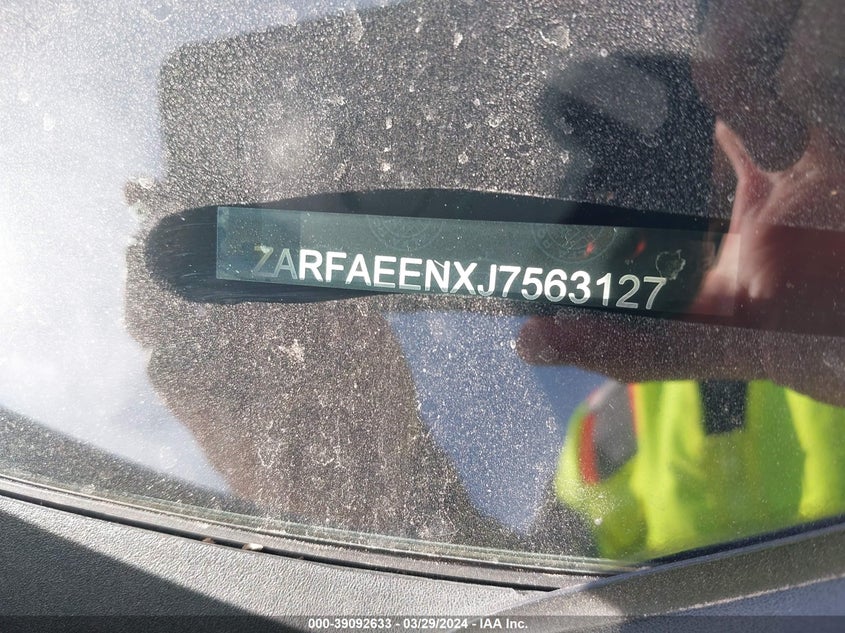 ZARFAEENXJ7563127
000-39092633 - 03/29/2024 - IAA Inc.